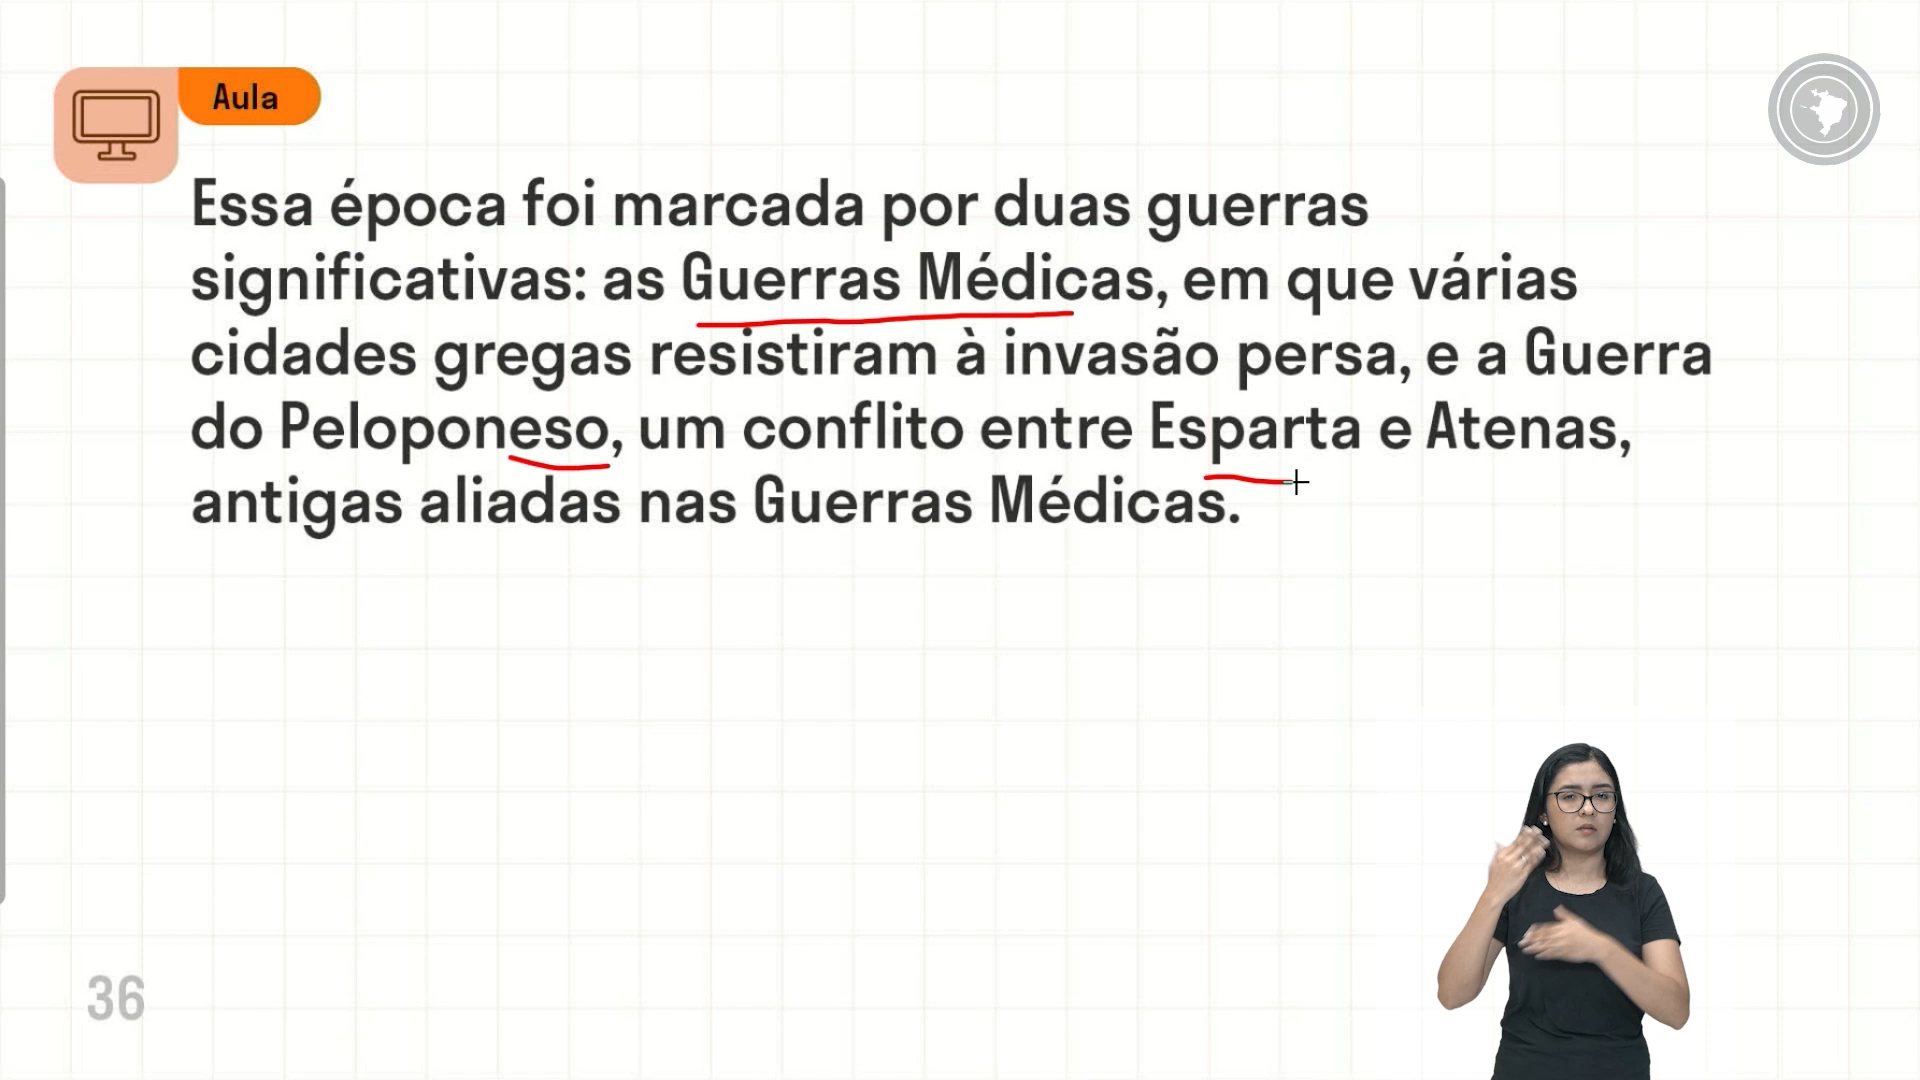 Aula
Essa época foi marcada por duas guerras
significativas: as Guerras Médicas, em que várias
cidades gregas resistiram à invasão persa, e a Guerra
do Peloponeso, um conflito entre Esparta e Atenas,
antigas aliadas nas Guerras Médicas.
36